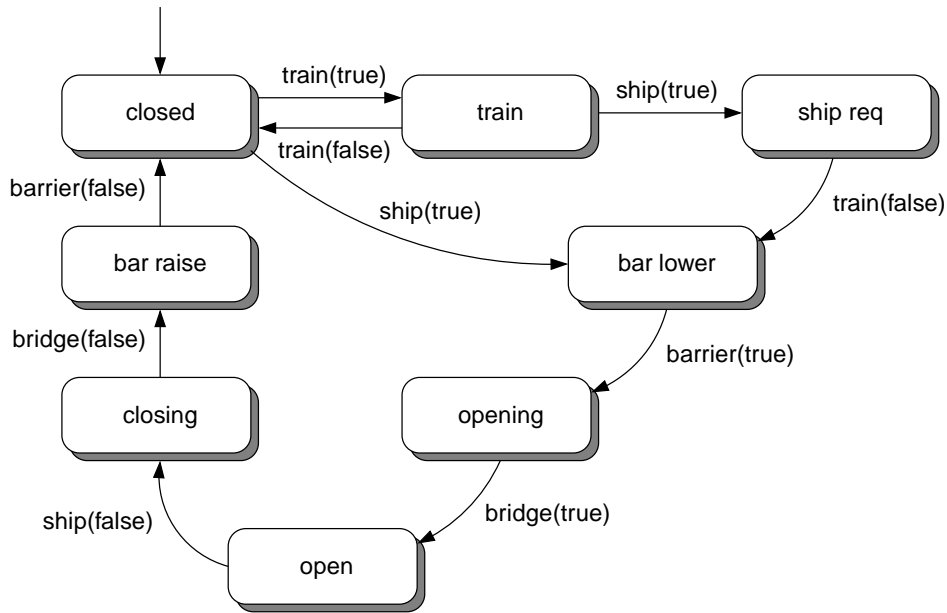 train(true)
closed
train
ship(true)
ship req
train(false)
barrier(false)
ship(true)
train(false)
bar raise
bar lower
bridge(false)
barrier(true)
closing
opening
ship(false)
bridge(true)
open